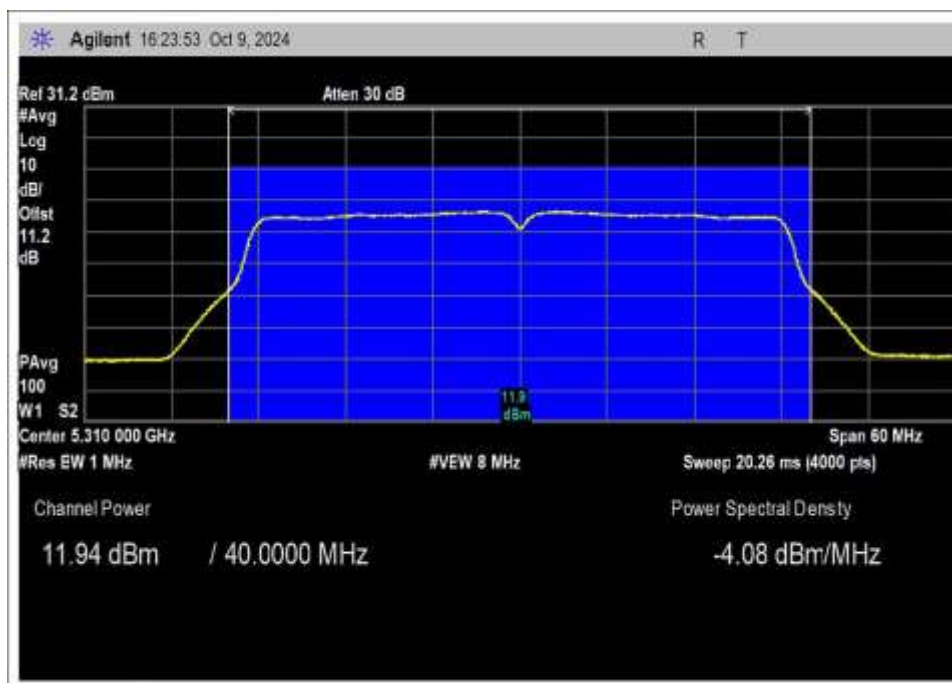 Agilent 16:23:53 Oct 9, 2024 R T
Ref 31.2 dBm Atten 30 dB
#Avg
Log
10
dB/
Offst
11.2
dB
PAvg
100
W1 S2
11.9
dBm
Center 5.310 000 GHz Span 60 MHz
#Res BW 1 MHz #VBW 8 MHz Sweep 20.26 ms (4000 pts)
Channel Power Power Spectral Density
11.94 dBm / 40.0000 MHz -4.08 dBm/MHz